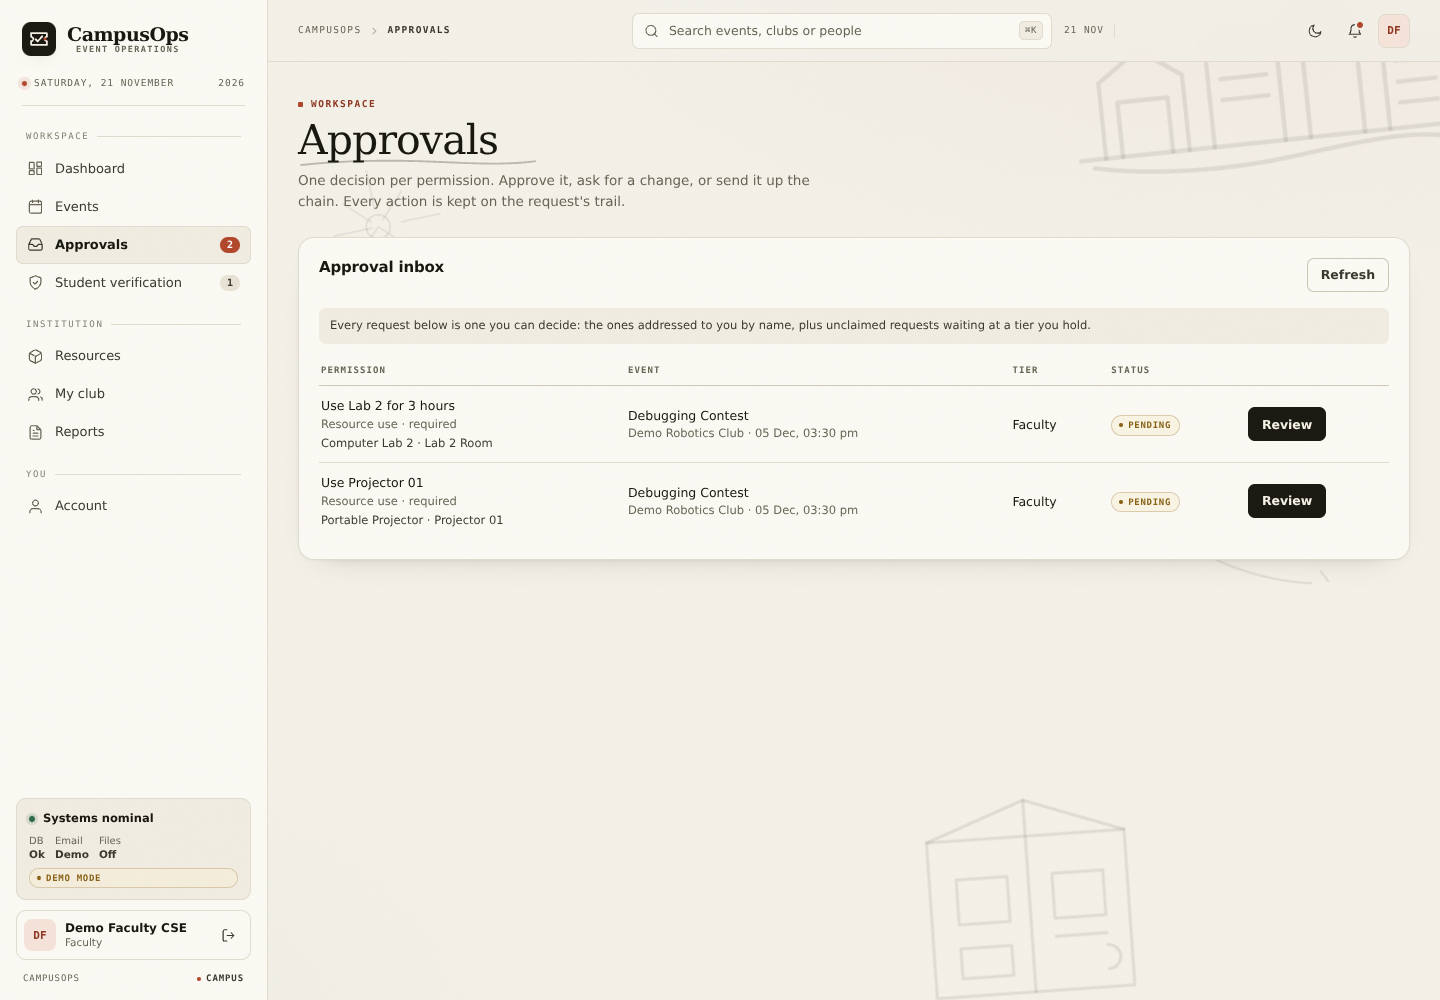 CampusOps
EVENT OPERATIONS
SATURDAY, 21 NOVEMBER 2026
WORKSPACE
Dashboard
Events
Approvals 2
Student verification 1
INSTITUTION
Resources
My club
Reports
YOU
Account
Systems nominal
DB Email Files
Ok Demo Off
DEMO MODE
DF
Demo Faculty CSE
Faculty
CAMPUSOPS CAMPUS
CAMPUSOPS › APPROVALS
Search events, clubs or people ⌘K
21 NOV
DF
WORKSPACE
Approvals
One decision per permission. Approve it, ask for a change, or send it up the
chain. Every action is kept on the request's trail.
Approval inbox
Refresh
Every request below is one you can decide: the ones addressed to you by name, plus unclaimed requests waiting at a tier you hold.
PERMISSION EVENT TIER STATUS
Use Lab 2 for 3 hours
Resource use · required
Computer Lab 2 · Lab 2 Room
Debugging Contest
Demo Robotics Club · 05 Dec, 03:30 pm
Faculty
PENDING
Review
Use Projector 01
Resource use · required
Portable Projector · Projector 01
Debugging Contest
Demo Robotics Club · 05 Dec, 03:30 pm
Faculty
PENDING
Review